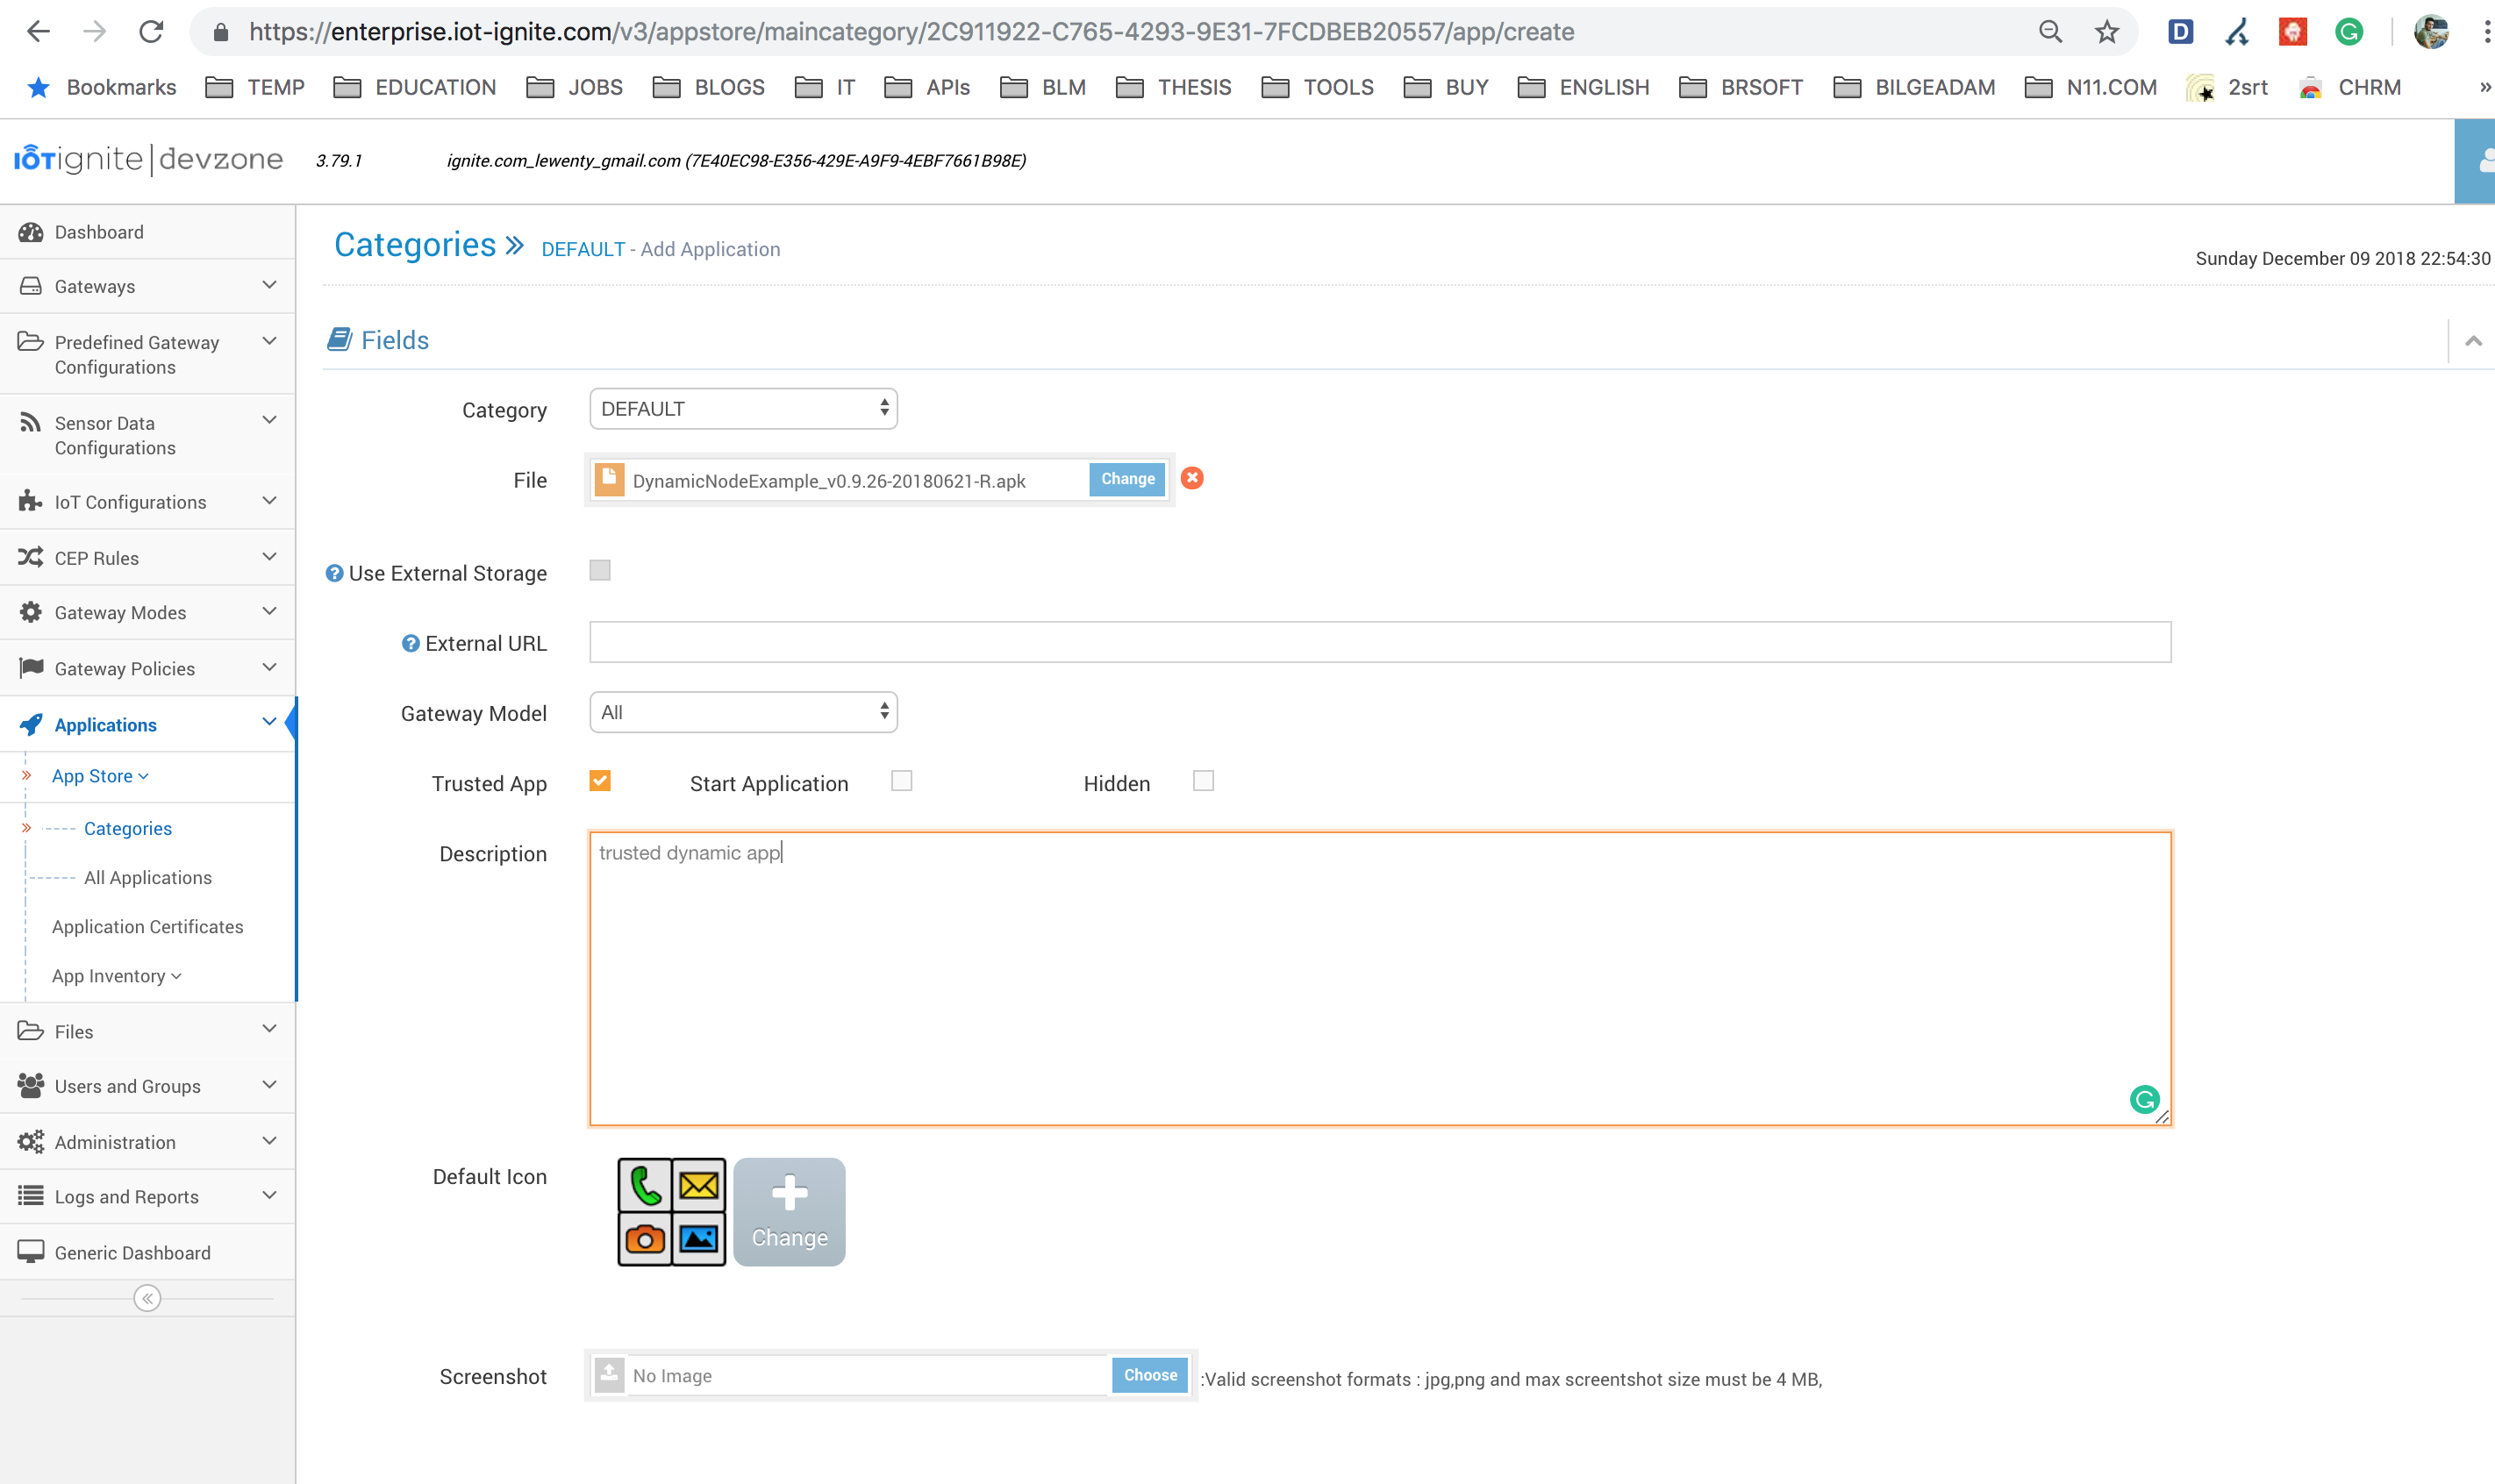 https://enterprise.iot-ignite.com/v3/appstore/maincategory/2C911922-C765-4293-9E31-7FCDBEB20557/app/create
D
G
Bookmarks TEMP EDUCATION JOBS BLOGS IT APIs BLM THESIS TOOLS BUY ENGLISH BRSOFT BILGEADAM N11.COM 2srt CHRM »
IOTignite|devzone 3.79.1 ignite.com_lewenty_gmail.com (7E40EC98-E356-429E-A9F9-4EBF7661B98E)
Dashboard
Gateways
Predefined Gateway
Configurations
Sensor Data
Configurations
IoT Configurations
CEP Rules
Gateway Modes
Gateway Policies
Applications
App Store
Categories
All Applications
Application Certificates
App Inventory
Files
Users and Groups
Administration
Logs and Reports
Generic Dashboard
Categories » DEFAULT - Add Application
Sunday December 09 2018 22:54:30
Fields
Category DEFAULT
File DynamicNodeExample_v0.9.26-20180621-R.apk Change
? Use External Storage
? External URL
Gateway Model All
Trusted App Start Application Hidden
Description trusted dynamic app
G
Default Icon Change
Screenshot No Image Choose :Valid screenshot formats : jpg,png and max screentshot size must be 4 MB,